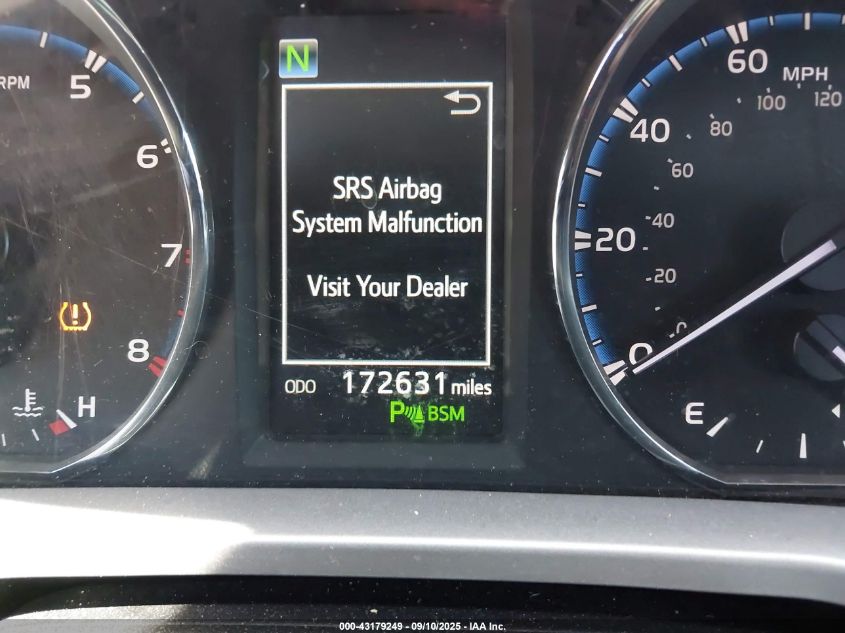 N
SRS Airbag
System Malfunction
Visit Your Dealer
ODO 172631 miles
P BSM
RPM
5
6
7
8
H
MPH
60
40
20
0
100
120
80
60
40
20
0
E
000-43179249 - 09/10/2025 - IAA Inc.